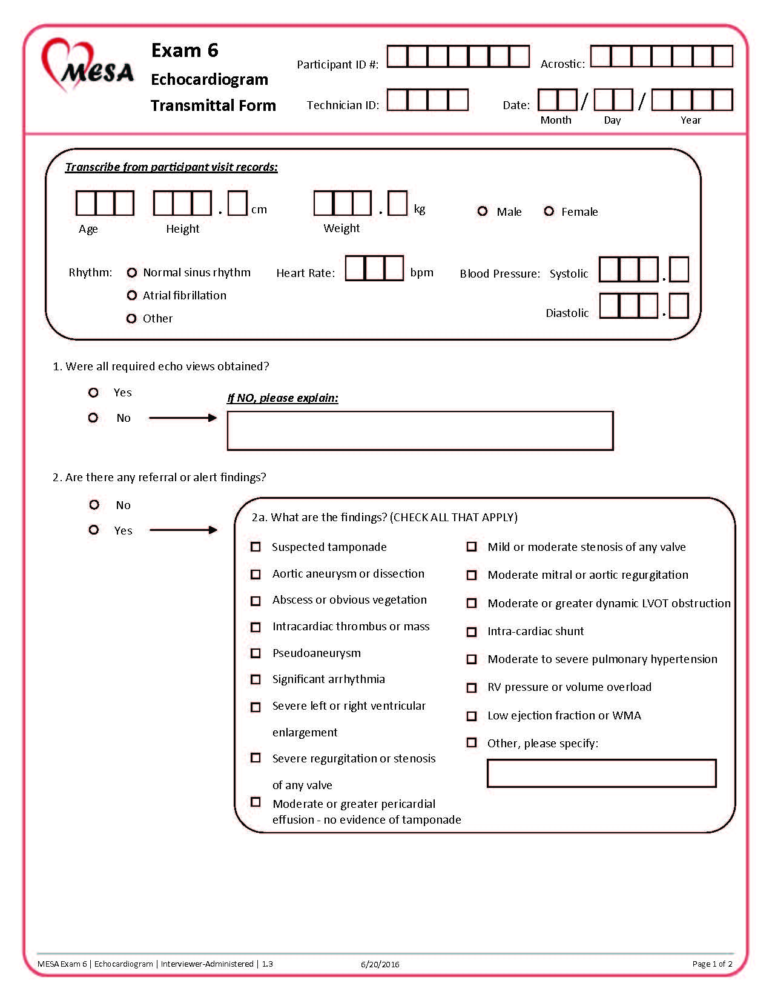 MESA
Exam 6
Echocardiogram
Transmittal Form
Participant ID #:
Acrostic:
Technician ID:
Date:
/
/
Month
Day
Year
Transcribe from participant visit records:
. cm
. kg
Male
Female
Age
Height
Weight
Rhythm:
Normal sinus rhythm
Atrial fibrillation
Other
Heart Rate:
bpm
Blood Pressure:
Systolic
.
Diastolic
.
1. Were all required echo views obtained?
Yes
No
If NO, please explain:
2. Are there any referral or alert findings?
No
Yes
2a. What are the findings? (CHECK ALL THAT APPLY)
Suspected tamponade
Aortic aneurysm or dissection
Abscess or obvious vegetation
Intracardiac thrombus or mass
Pseudoaneurysm
Significant arrhythmia
Severe left or right ventricular
enlargement
Severe regurgitation or stenosis
of any valve
Moderate or greater pericardial
effusion - no evidence of tamponade
Mild or moderate stenosis of any valve
Moderate mitral or aortic regurgitation
Moderate or greater dynamic LVOT obstruction
Intra-cardiac shunt
Moderate to severe pulmonary hypertension
RV pressure or volume overload
Low ejection fraction or WMA
Other, please specify:
MESA Exam 6 | Echocardiogram | Interviewer-Administered | 1.3
6/20/2016
Page 1 of 2